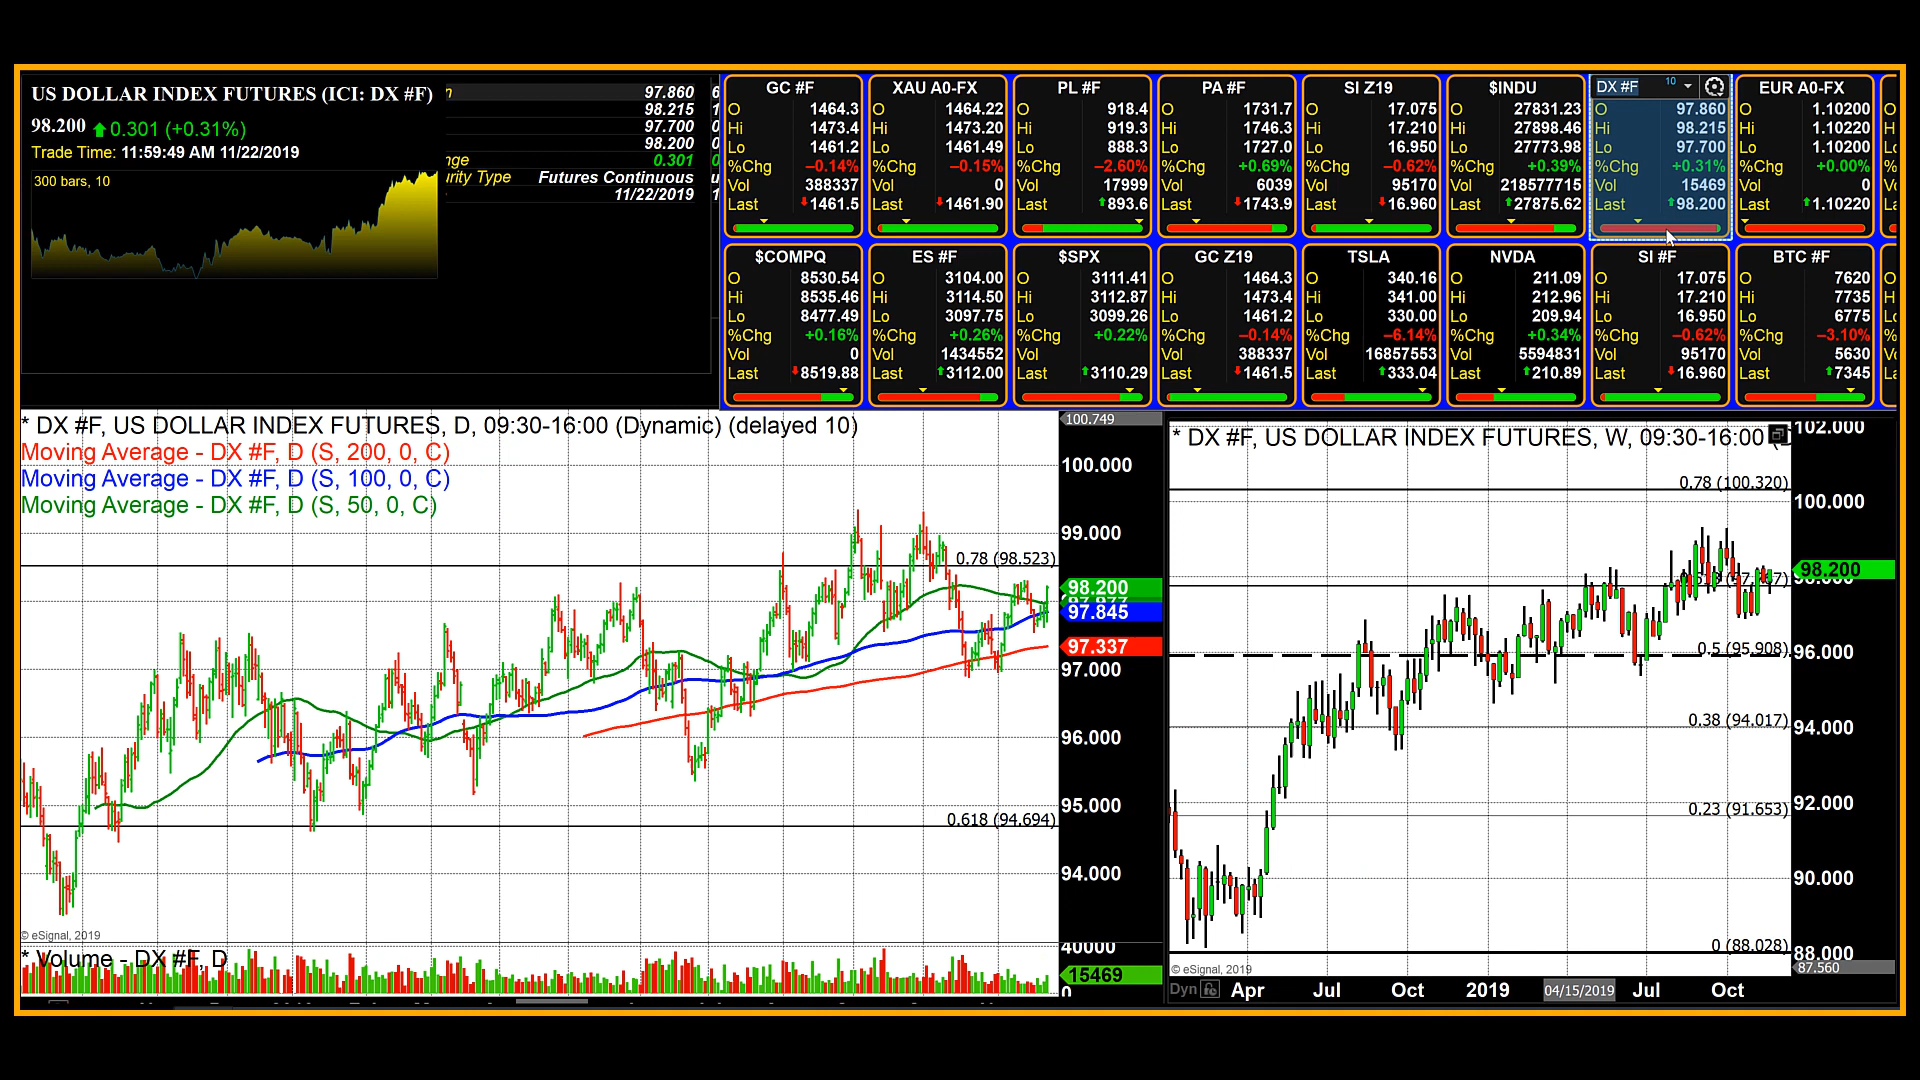 US DOLLAR INDEX FUTURES (ICI: DX #F)
98.200 0.301 (+0.31%)
Trade Time: 11:59:49 AM 11/22/2019
300 bars, 10
97.860
98.215
97.700
98.200
nge 0.301
urity Type Futures Continuous
11/22/2019
GC #F
O 1464.3
Hi 1473.4
Lo 1461.2
%Chg −0.14%
Vol 388337
Last 1461.5
XAU A0-FX
O 1464.22
Hi 1473.20
Lo 1461.49
%Chg −0.15%
Vol 0
Last 1461.90
PL #F
O 918.4
Hi 919.3
Lo 888.3
%Chg −2.60%
Vol 17999
Last 893.6
PA #F
O 1731.7
Hi 1746.3
Lo 1727.0
%Chg +0.69%
Vol 6039
Last 1743.9
SI Z19
O 17.075
Hi 17.210
Lo 16.950
%Chg −0.62%
Vol 95170
Last 16.960
$INDU
O 27831.23
Hi 27898.46
Lo 27773.98
%Chg +0.39%
Vol 218577715
Last 27875.62
DX #F 10
O 97.860
Hi 98.215
Lo 97.700
%Chg +0.31%
Vol 15469
Last 98.200
EUR A0-FX
O 1.10200
Hi 1.10220
Lo 1.10200
%Chg +0.00%
Vol 0
Last 1.10220
$COMPQ
O 8530.54
Hi 8535.46
Lo 8477.49
%Chg +0.16%
Vol 0
Last 8519.88
ES #F
O 3104.00
Hi 3114.50
Lo 3097.75
%Chg +0.26%
Vol 1434552
Last 3112.00
$SPX
O 3111.41
Hi 3112.87
Lo 3099.26
%Chg +0.22%
Vol
Last 3110.29
GC Z19
O 1464.3
Hi 1473.4
Lo 1461.2
%Chg −0.14%
Vol 388337
Last 1461.5
TSLA
O 340.16
Hi 341.00
Lo 330.00
%Chg −6.14%
Vol 16857553
Last 333.04
NVDA
O 211.09
Hi 212.96
Lo 209.94
%Chg +0.34%
Vol 5594831
Last 210.89
SI #F
O 17.075
Hi 17.210
Lo 16.950
%Chg −0.62%
Vol 95170
Last 16.960
BTC #F
O 7620
Hi 7735
Lo 6775
%Chg −3.10%
Vol 5630
Last 7345
* DX #F, US DOLLAR INDEX FUTURES, D, 09:30-16:00 (Dynamic) (delayed 10)
Moving Average - DX #F, D (S, 200, 0, C)
Moving Average - DX #F, D (S, 100, 0, C)
Moving Average - DX #F, D (S, 50, 0, C)
100.749
100.000
99.000
0.78 (98.523)
98.200
97.845
97.337
97.000
96.000
95.000
0.618 (94.694)
94.000
© eSignal, 2019
* Volume - DX #F, D
40000
15469
0
* DX #F, US DOLLAR INDEX FUTURES, W, 09:30-16:00
102.000
0.78 (100.320)
100.000
98.200
0.5 (95.908)
96.000
0.38 (94.017)
94.000
0.23 (91.653)
92.000
90.000
0 (88.028)
88.000
87.560
© eSignal, 2019
Dyn Apr Jul Oct 2019 04/15/2019 Jul Oct